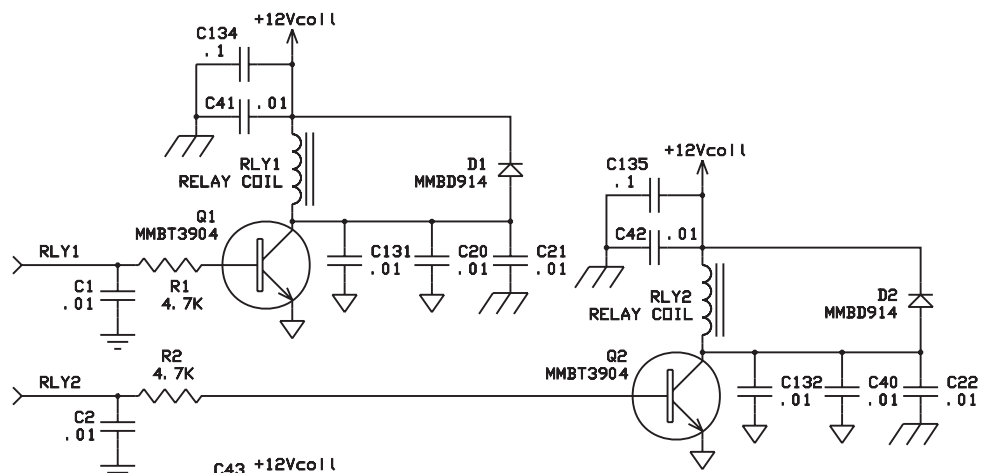 +12Vcoil
C134
.1
C41 .01
RLY1
RELAY COIL
D1
MMBD914
Q1
MMBT3904
RLY1
C1
.01
R1
4.7K
C131
.01
C20
.01
C21
.01
+12Vcoil
C135
.1
C42 .01
RLY2
RELAY COIL
D2
MMBD914
Q2
MMBT3904
R2
4.7K
RLY2
C2
.01
C132
.01
C40
.01
C22
.01
C43 +12Vcoil